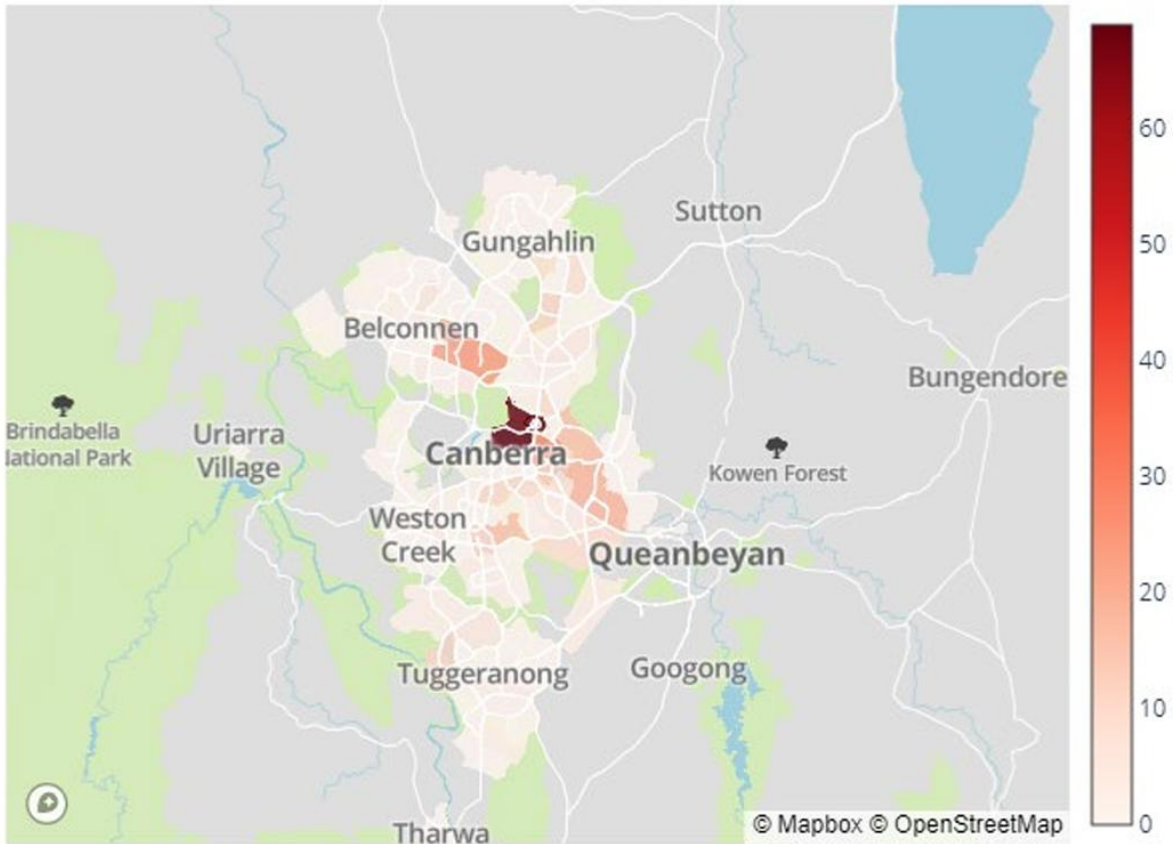 Sutton
Gungahlin
Belconnen
Bungendore
Brindabella
National Park
Uriarra
Village
Canberra
Kowen Forest
Weston
Creek
Queanbeyan
Tuggeranong
Googong
Tharwa
© Mapbox © OpenStreetMap
60
50
40
30
20
10
0